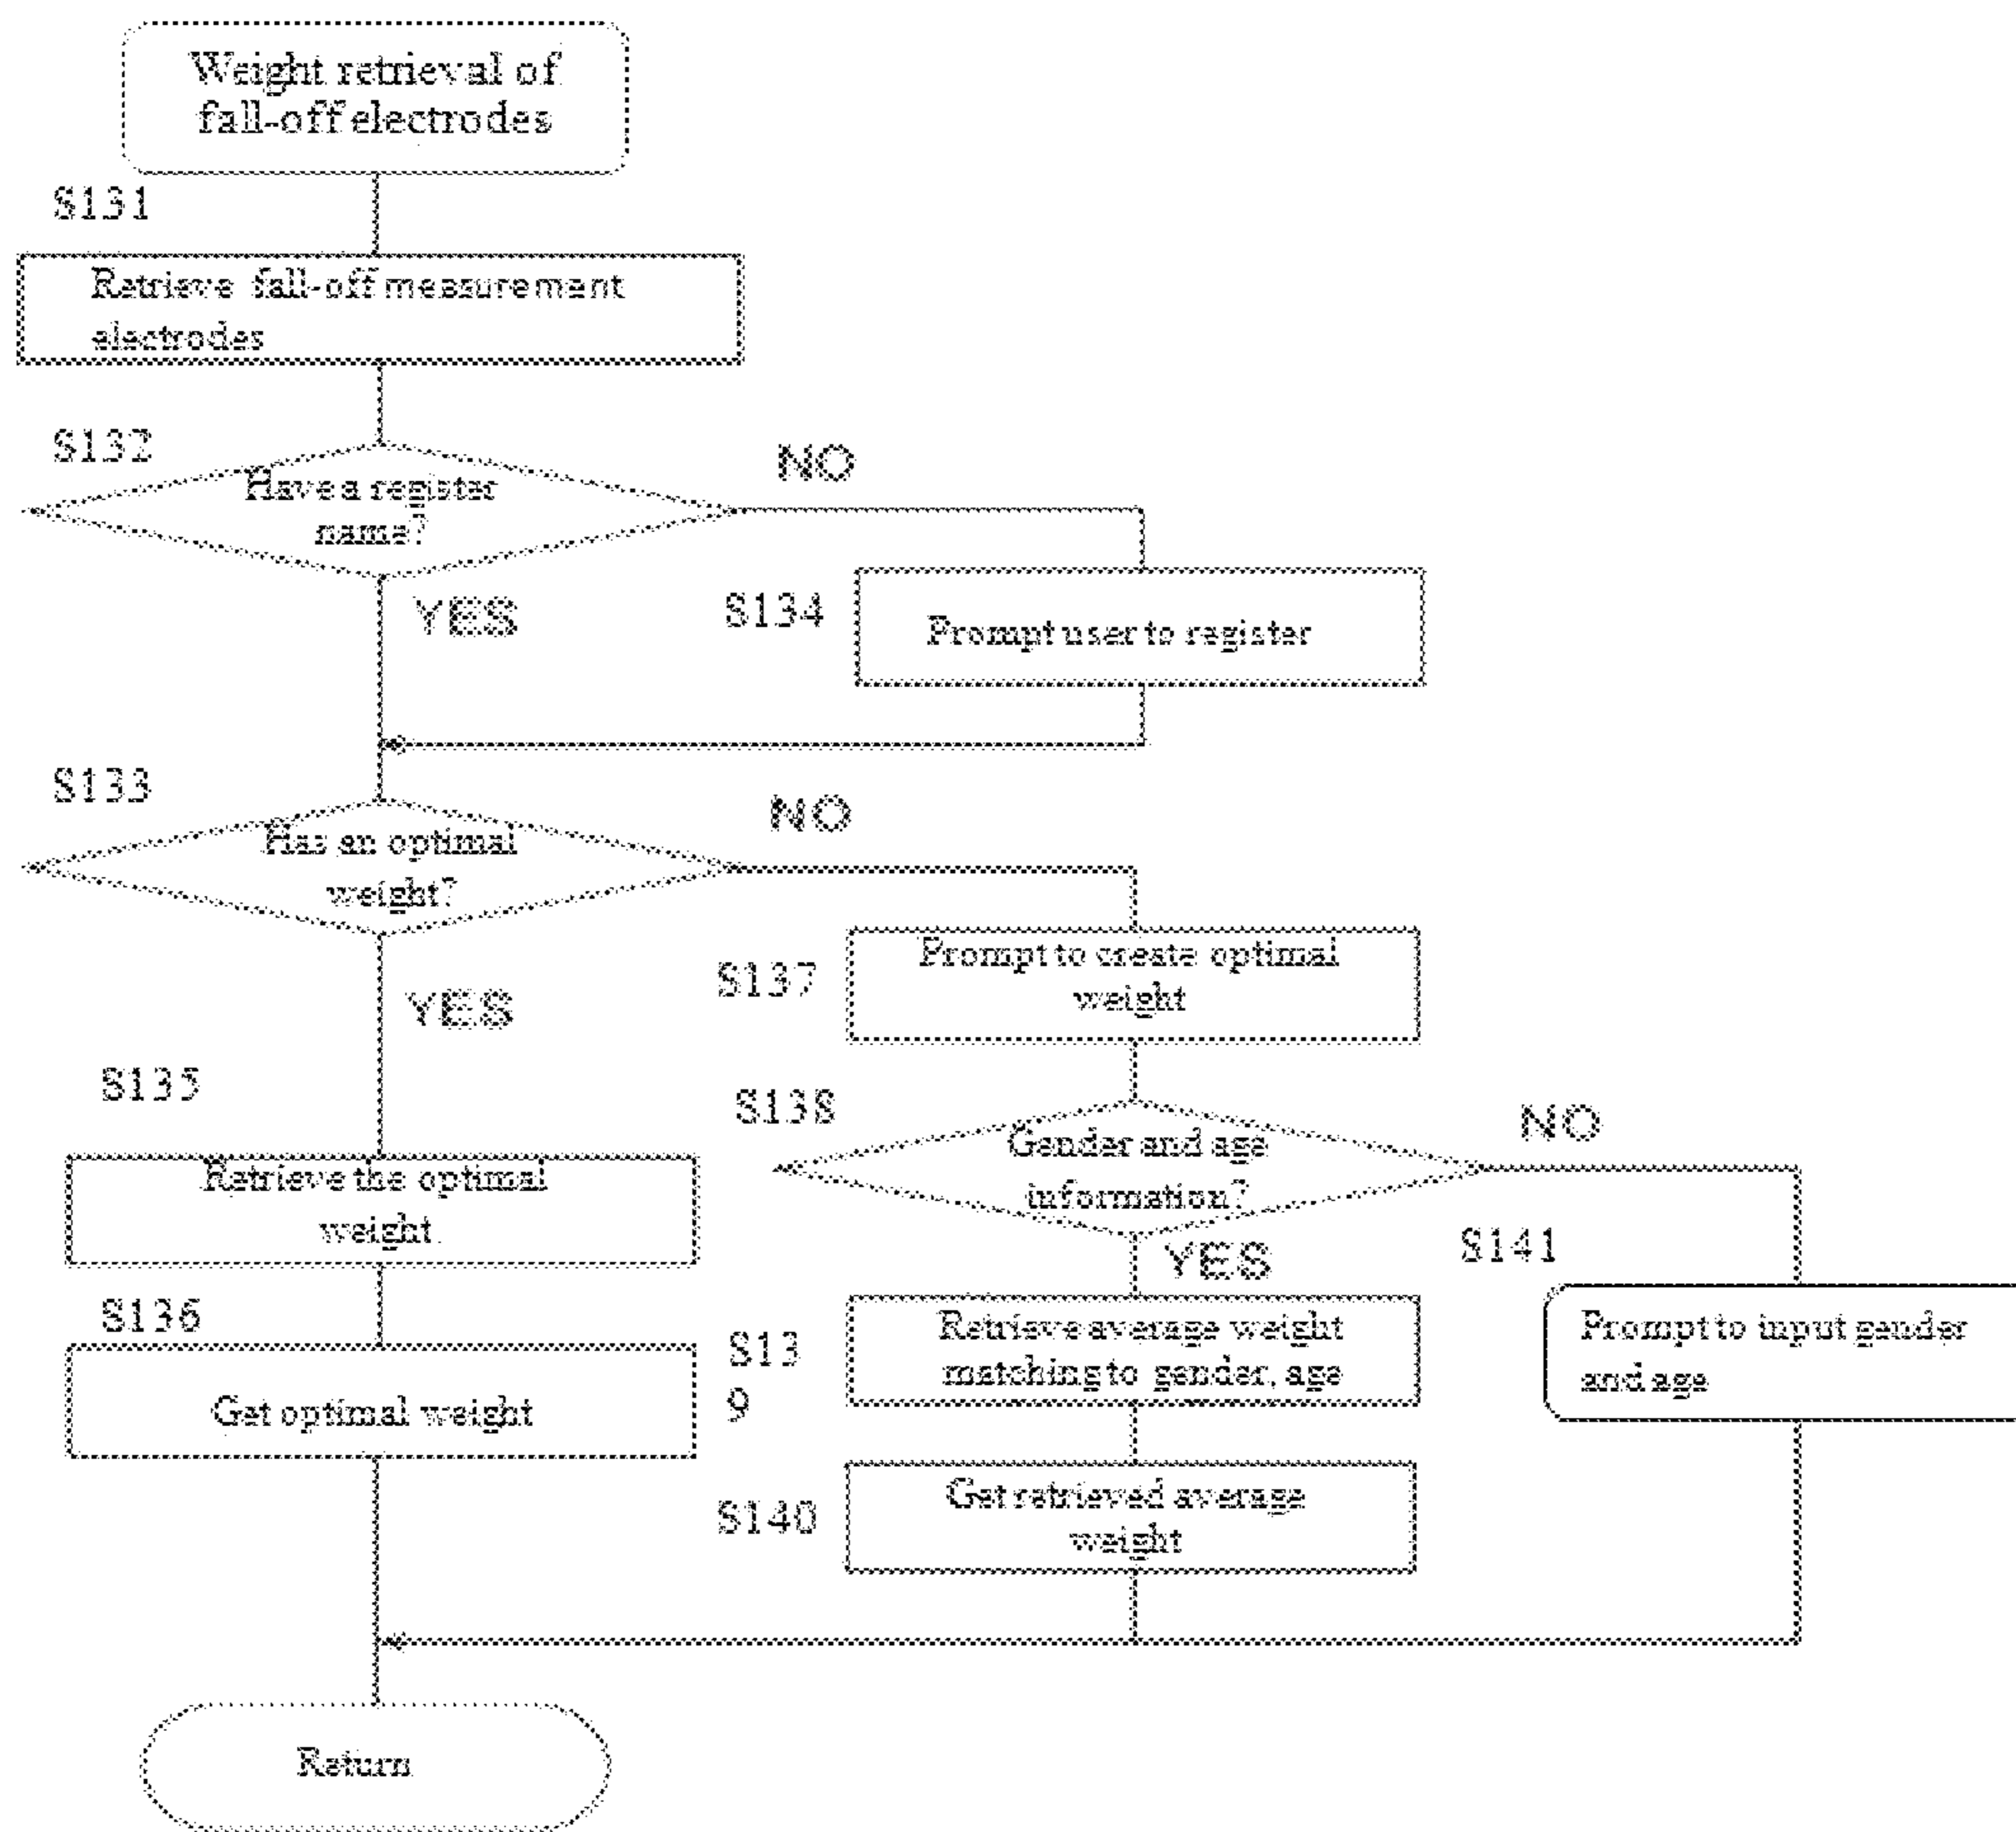 Weight retrieval of
fall-off electrodes
S131
Retrieve fall-off measurement
electrodes
S132
Have a register
name?
NO
YES
S134
Prompt user to register
S133
Has an optimal
weight?
NO
YES
S137
Prompt to create optimal
weight
S135
Retrieve the optimal
weight.
S138
Gender and age
information?
NO
YES
S141
Prompt to input gender
and age
S136
Get optimal weight
S13
9
Retrieve average weight
matching to gender, age
S140
Get retrieved average
weight
Return